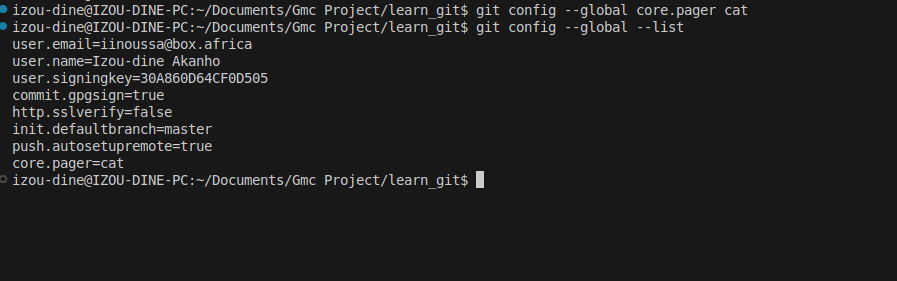 izou-dine@IZOU-DINE-PC:~/Documents/Gmc Project/learn_git$ git config --global core.pager cat
izou-dine@IZOU-DINE-PC:~/Documents/Gmc Project/learn_git$ git config --global --list
user.email=iinoussa@box.africa
user.name=Izou-dine Akanho
user.signingkey=30A860D64CF0D505
commit.gpgsign=true
http.sslverify=false
init.defaultbranch=master
push.autosetupremote=true
core.pager=cat
izou-dine@IZOU-DINE-PC:~/Documents/Gmc Project/learn_git$